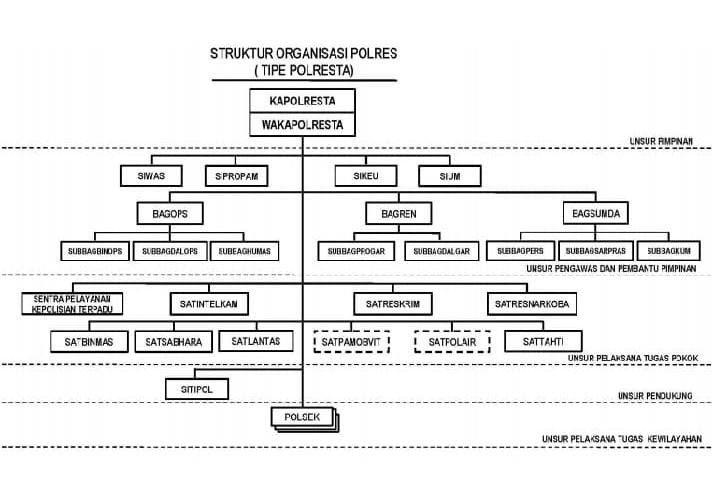 STRUKTUR ORGANISASI POLRES
( TIPE POLRESTA)
KAPOLRESTA
WAKAPOLRESTA
UNSUR PIMPINAN
SIWAS
SIPROPAM
SIKEU
SIUM
BAGOPS
BAGREN
BAGSUMDA
SUBBAGBINOPS
SUBBAGDALOPS
SUBBAGHUMAS
SUBBAGPROGAR
SUBBAGDALGAR
SUBBAGPERS
SUBBAGSARPRAS
SUBBAGKUM
UNSUR PENGAWAS DAN PEMBANTU PIMPINAN
SENTRA PELAYANAN
KEPOLISIAN TERPADU
SATINTELKAM
SATRESKRIM
SATRESNARKOBA
SATBINMAS
SATSABHARA
SATLANTAS
SATPAMOBVIT
SATPOLAIR
SATTAHTI
UNSUR PELAKSANA TUGAS POKOK
SITIPOL
UNSUR PENDUKUNG
POLSEK
UNSUR PELAKSANA TUGAS KEWILAYAHAN